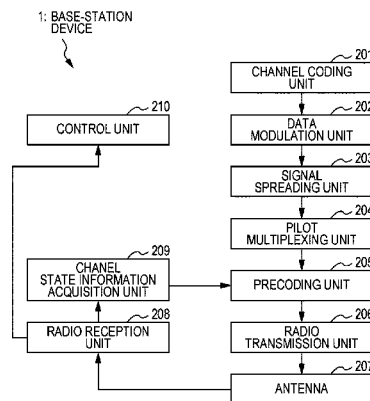 1: BASE-STATION
DEVICE
201
CHANNEL CODING
UNIT
210
CONTROL UNIT
202
DATA
MODULATION UNIT
203
SIGNAL
SPREADING UNIT
204
PILOT
MULTIPLEXING UNIT
209
CHANEL
STATE INFORMATION
ACQUISITION UNIT
205
PRECODING UNIT
208
RADIO RECEPTION
UNIT
206
RADIO
TRANSMISSION UNIT
207
ANTENNA